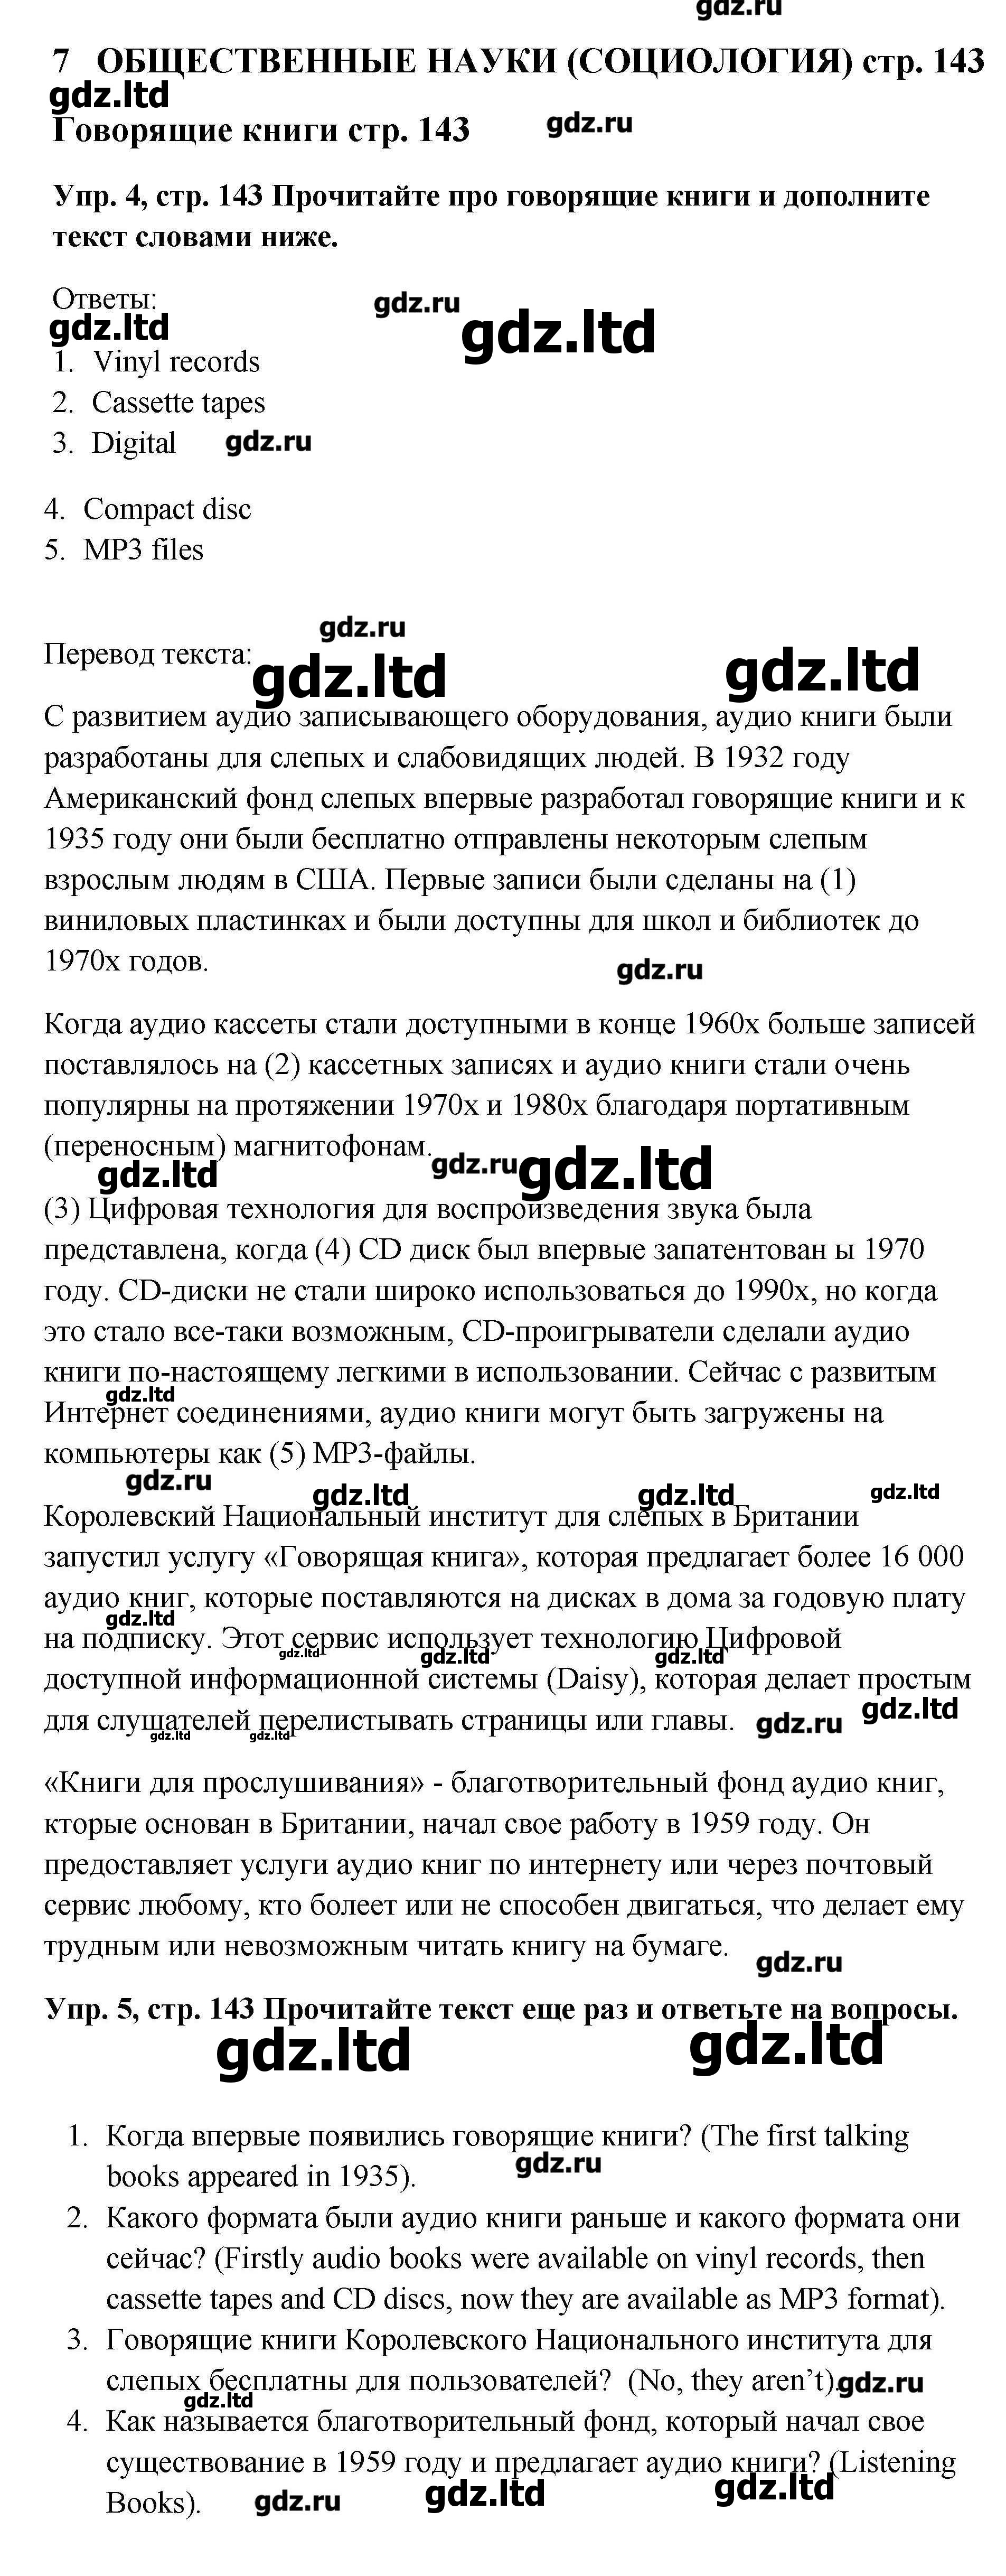 gdz.ru
7 ОБЩЕСТВЕННЫЕ НАУКИ (СОЦИОЛОГИЯ) стр. 143
gdz.ltd
Говорящие книги стр. 143 gdz.ru
Упр. 4, стр. 143 Прочитайте про говорящие книги и дополните
текст словами ниже.
Ответы: gdz.ru
gdz.ltd gdz.ltd
1. Vinyl records
2. Cassette tapes
3. Digital gdz.ru
4. Compact disc
5. MP3 files
gdz.ru
Перевод текста: gdz.ltd gdz.ltd
С развитием аудио записывающего оборудования, аудио книги были
разработаны для слепых и слабовидящих людей. В 1932 году
Американский фонд слепых впервые разработал говорящие книги и к
1935 году они были бесплатно отправлены некоторым слепым
взрослым людям в США. Первые записи были сделаны на (1)
виниловых пластинках и были доступны для школ и библиотек до
1970х годов. gdz.ru
Когда аудио кассеты стали доступными в конце 1960х больше записей
поставлялось на (2) кассетных записях и аудио книги стали очень
популярны на протяжении 1970х и 1980х благодаря портативным
(переносным) магнитофонам.
gdz.ltd gdz.ru gdz.ltd
(3) Цифровая технология для воспроизведения звука была
представлена, когда (4) CD диск был впервые запатентован ы 1970
году. CD-диски не стали широко использоваться до 1990х, но когда
это стало все-таки возможным, CD-проигрыватели сделали аудио
книги по-настоящему легкими в использовании. Сейчас с развитым
gdz.ltd
Интернет соединениями, аудио книги могут быть загружены на
компьютеры как (5) MP3-файлы.
gdz.ru gdz.ltd gdz.ltd gdz.ltd
Королевский Национальный институт для слепых в Британии
запустил услугу «Говорящая книга», которая предлагает более 16 000
аудио книг, которые поставляются на дисках в дома за годовую плату
gdz.ltd
на подписку. Этот сервис использует технологию Цифровой
gdz.ltd gdz.ltd gdz.ltd
доступной информационной системы (Daisy), которая делает простым
для слушателей перелистывать страницы или главы. gdz.ru gdz.ltd
gdz.ltd gdz.ltd
«Книги для прослушивания» - благотворительный фонд аудио книг,
кторые основан в Британии, начал свое работу в 1959 году. Он
предоставляет услуги аудио книг по интернету или через почтовый
сервис любому, кто болеет или не способен двигаться, что делает ему
трудным или невозможным читать книгу на бумаге. gdz.ru
Упр. 5, стр. 143 Прочитайте текст еще раз и ответьте на вопросы.
gdz.ltd gdz.ltd
1. Когда впервые появились говорящие книги? (The first talking
books appeared in 1935). gdz.ru
2. Какого формата были аудио книги раньше и какого формата они
сейчас? (Firstly audio books were available on vinyl records, then
cassette tapes and CD discs, now they are available as MP3 format).
3. Говорящие книги Королевского Национального института для
слепых бесплатны для пользователей? (No, they aren’t). gdz.ru
gdz.ltd
4. Как называется благотворительный фонд, который начал свое
существование в 1959 году и предлагает аудио книги? (Listening
Books). gdz.ru gdz.ltd gdz.ltd